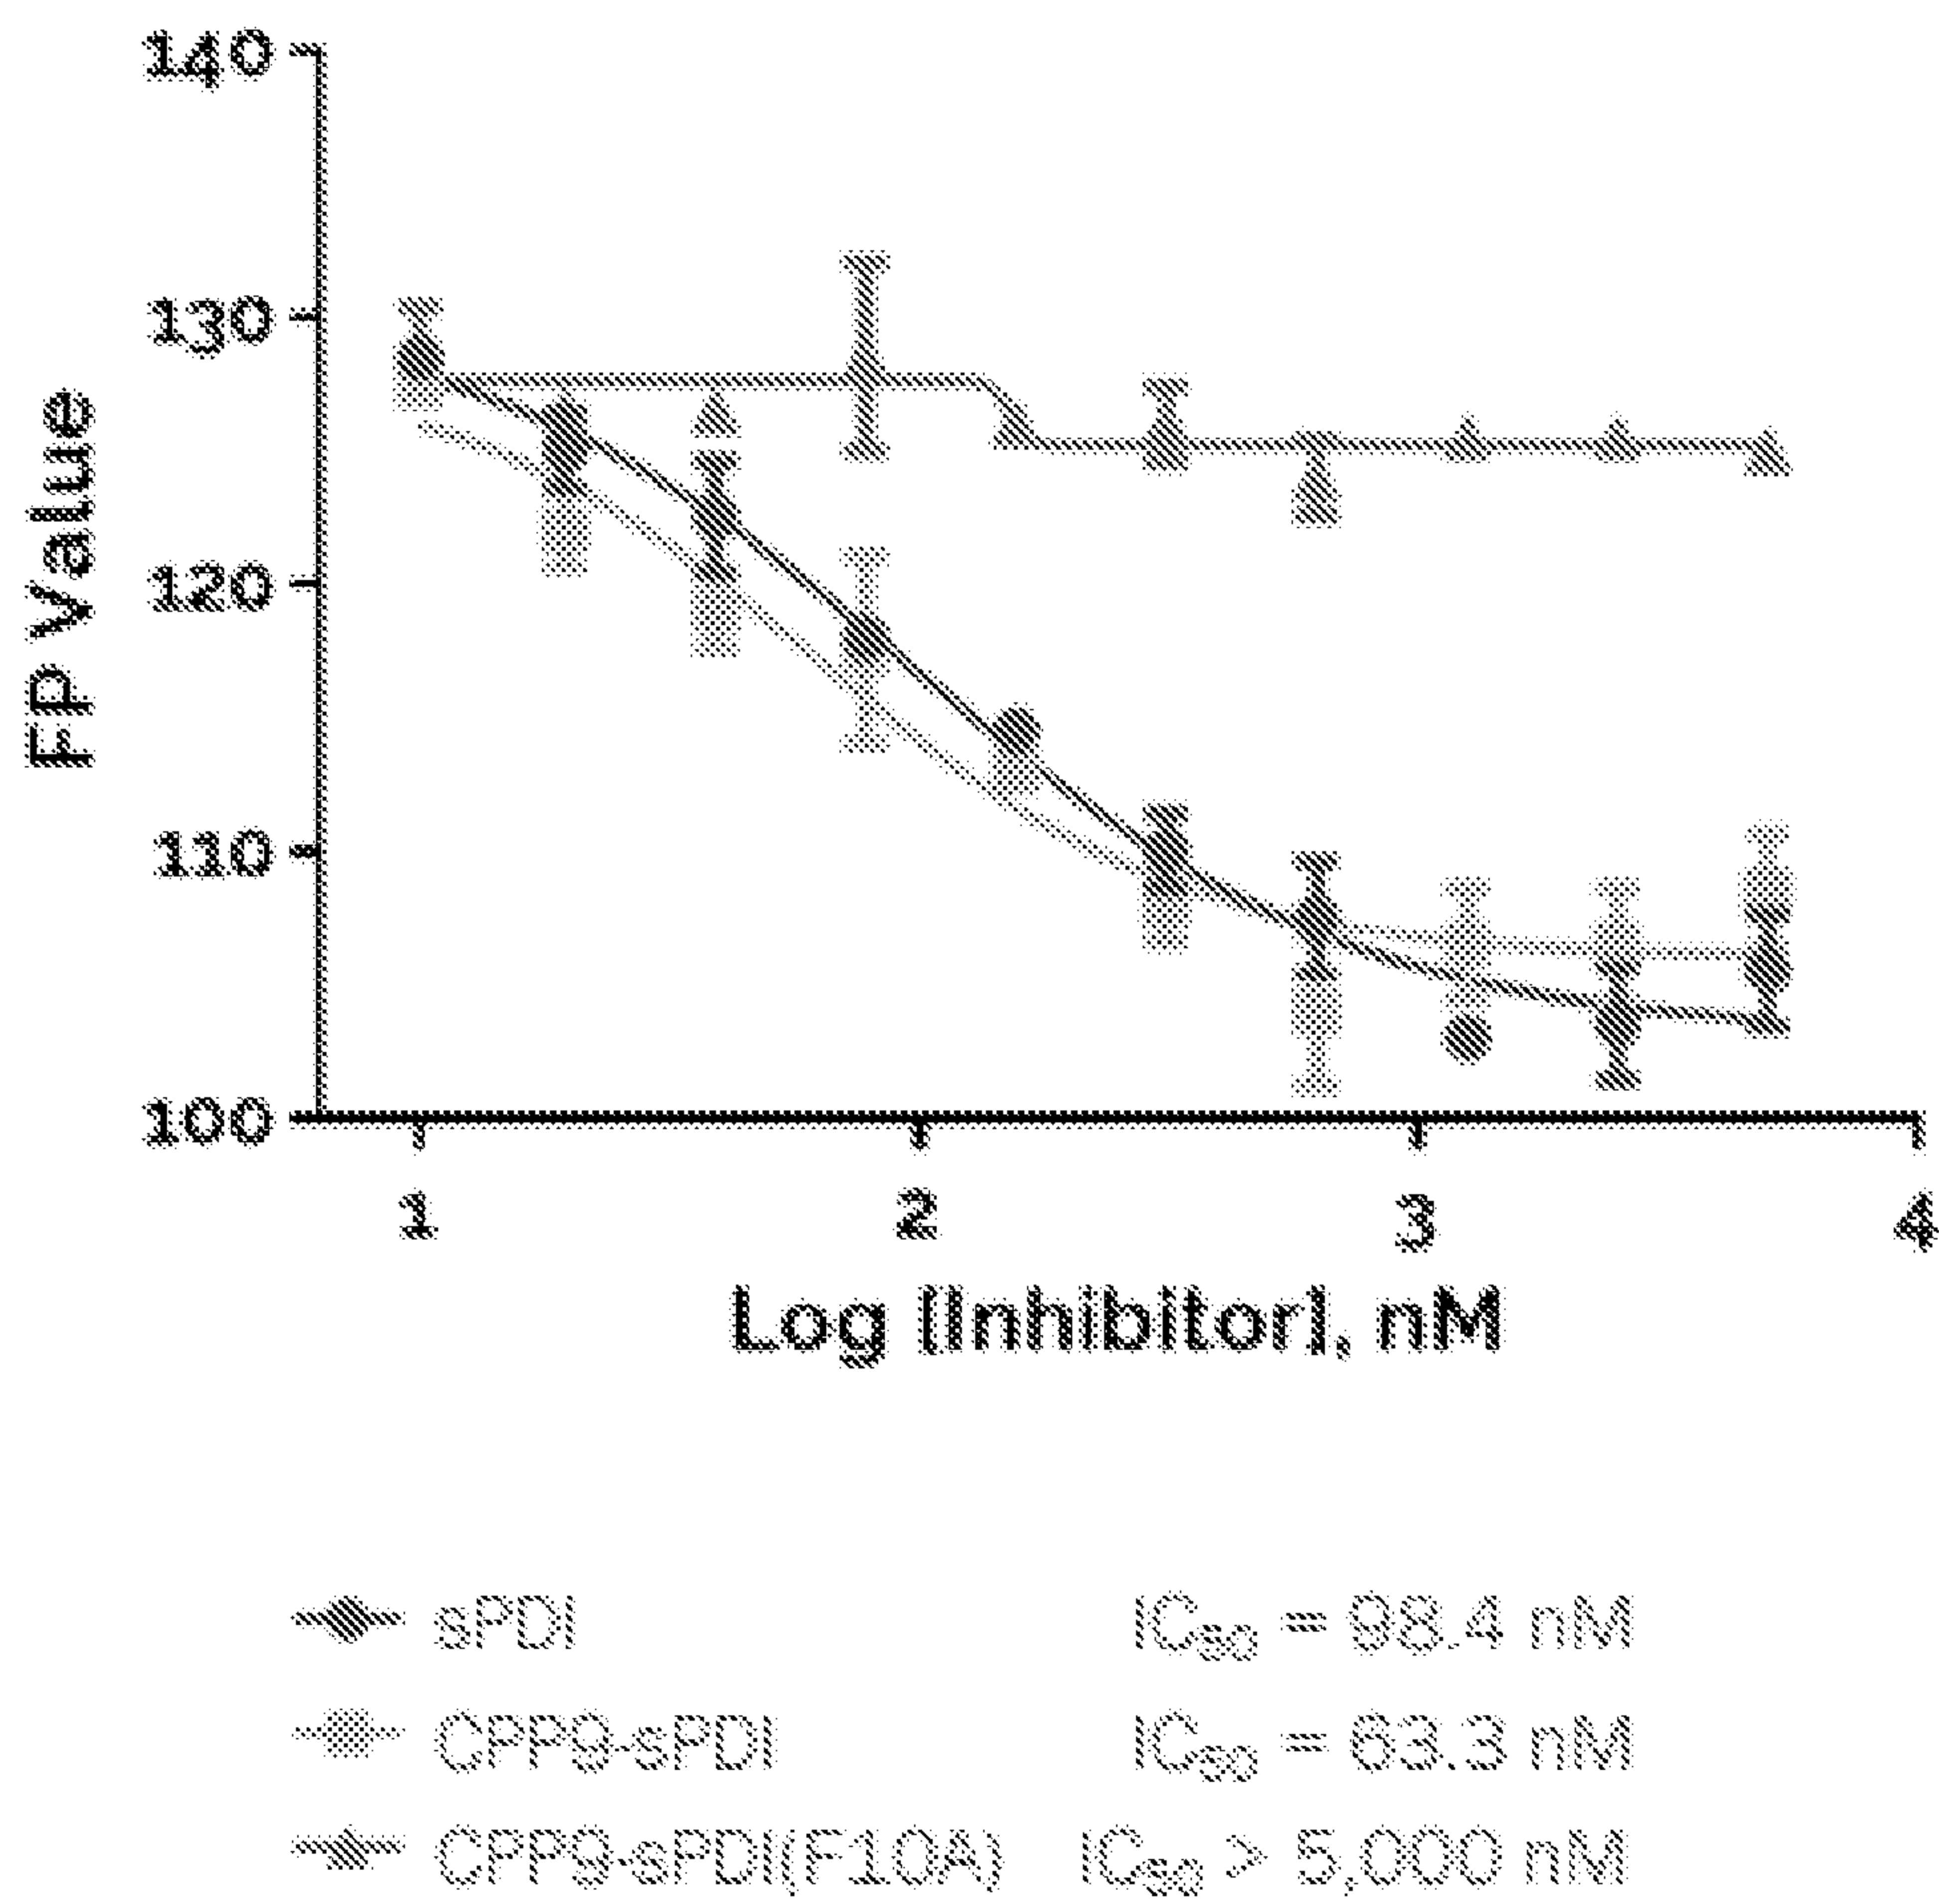 140
130
120
110
100
FP Value
1 2 3 4
Log [Inhibitor], nM
sPDI IC50 = 98.4 nM
CPP9-sPDI IC50 = 63.3 nM
CPP9-sPDI(F10A) IC50 > 5,000 nM